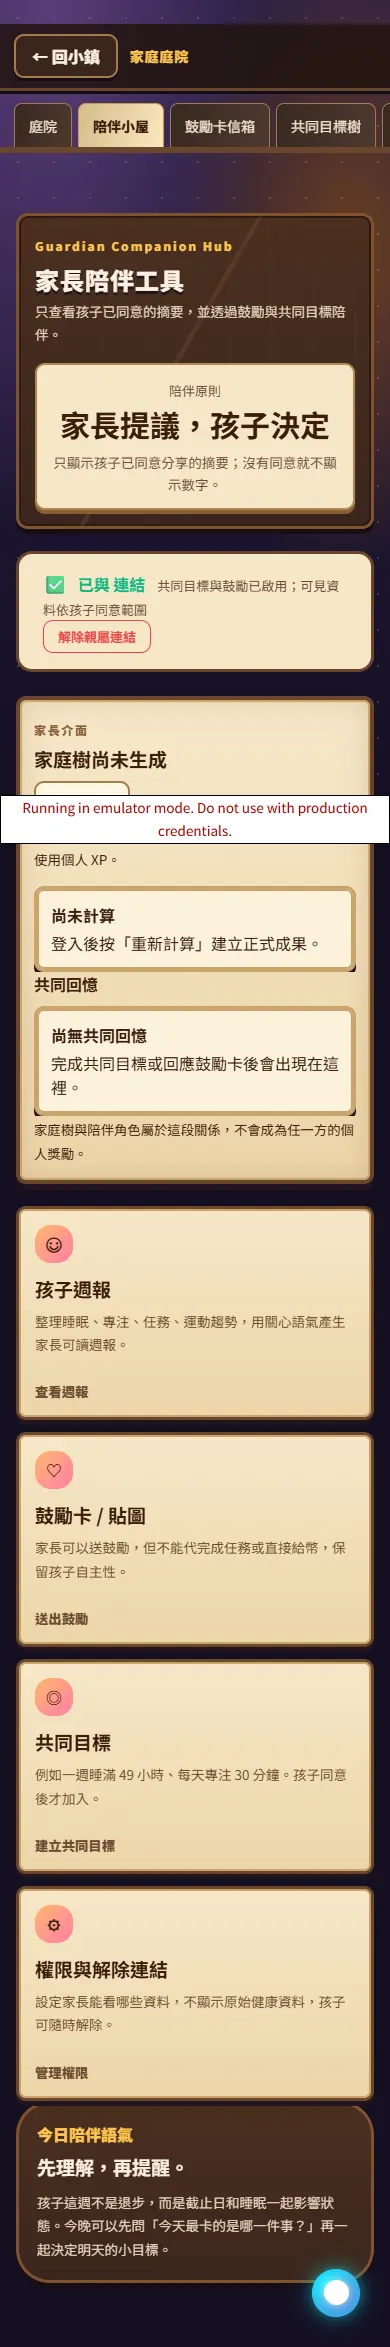 ← 回小鎮 家庭庭院
庭院 陪伴小屋 鼓勵卡信箱 共同目標樹
Guardian Companion Hub
家長陪伴工具
只查看孩子已同意的摘要，並透過鼓勵與共同目標陪
伴。
陪伴原則
家長提議，孩子決定
只顯示孩子已同意分享的摘要；沒有同意就不顯
示數字。
已與 連結 共同目標與鼓勵已啟用；可見資
料依孩子同意範圍
解除親屬連結
家長介面
家庭樹尚未生成
Running in emulator mode. Do not use with production
credentials.
使用個人 XP。
尚未計算
登入後按「重新計算」建立正式成果。
共同回憶
尚無共同回憶
完成共同目標或回應鼓勵卡後會出現在這
裡。
家庭樹與陪伴角色屬於這段關係，不會成為任一方的個
人獎勵。
孩子週報
整理睡眠、專注、任務、運動趨勢，用關心語氣產生
家長可讀週報。
查看週報
鼓勵卡 / 貼圖
家長可以送鼓勵，但不能代完成任務或直接給幣，保
留孩子自主性。
送出鼓勵
共同目標
例如一週睡滿 49 小時、每天專注 30 分鐘。孩子同意
後才加入。
建立共同目標
權限與解除連結
設定家長能看哪些資料，不顯示原始健康資料，孩子
可隨時解除。
管理權限
今日陪伴語氣
先理解，再提醒。
孩子這週不是退步，而是截止日和睡眠一起影響狀
態。今晚可以先問「今天最卡的是哪一件事？」再一
起決定明天的小目標。